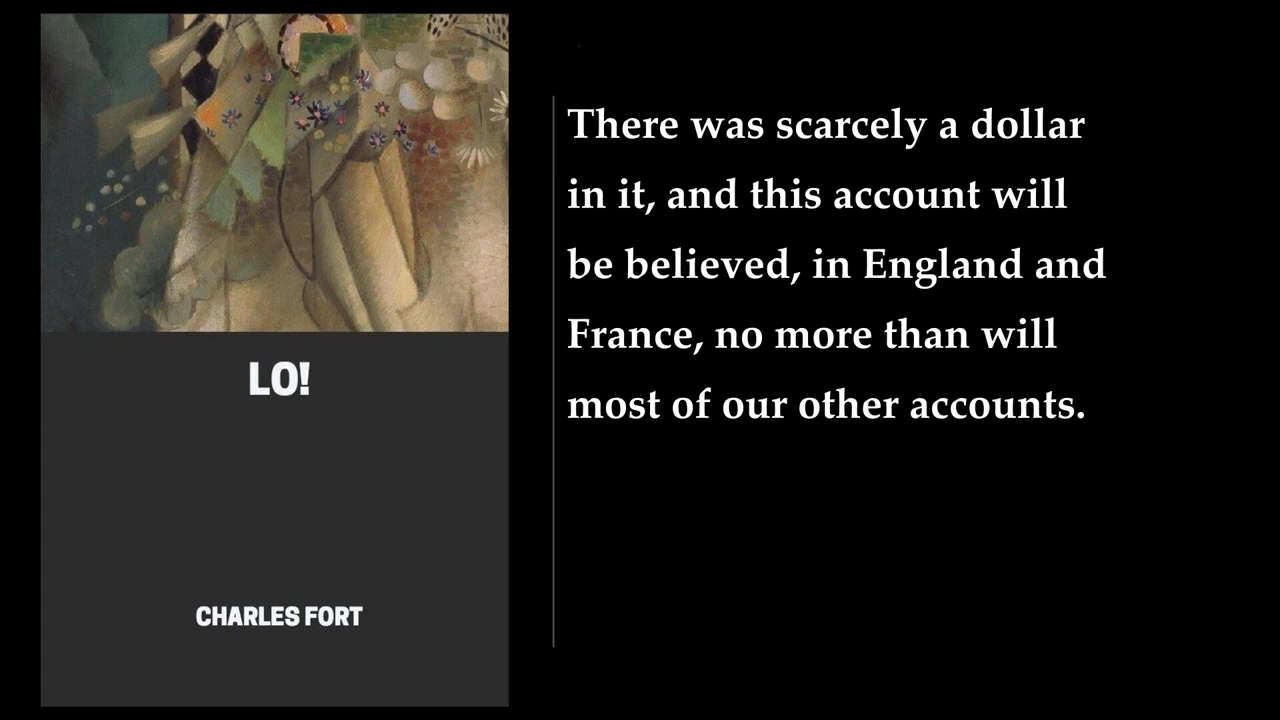 LO!
CHARLES FORT
There was scarcely a dollar
in it, and this account will
be believed, in England and
France, no more than will
most of our other accounts.